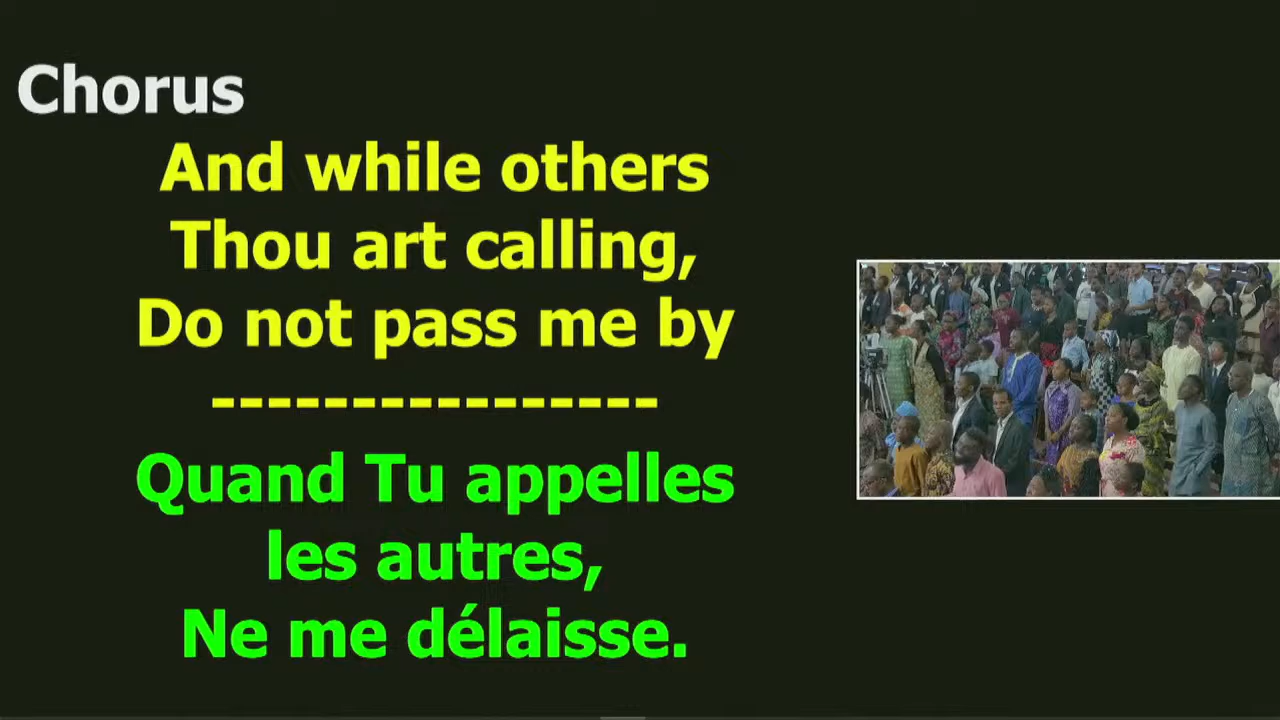 Chorus
And while others
Thou art calling,
Do not pass me by
----------------
Quand Tu appelles
les autres,
Ne me délaisse.